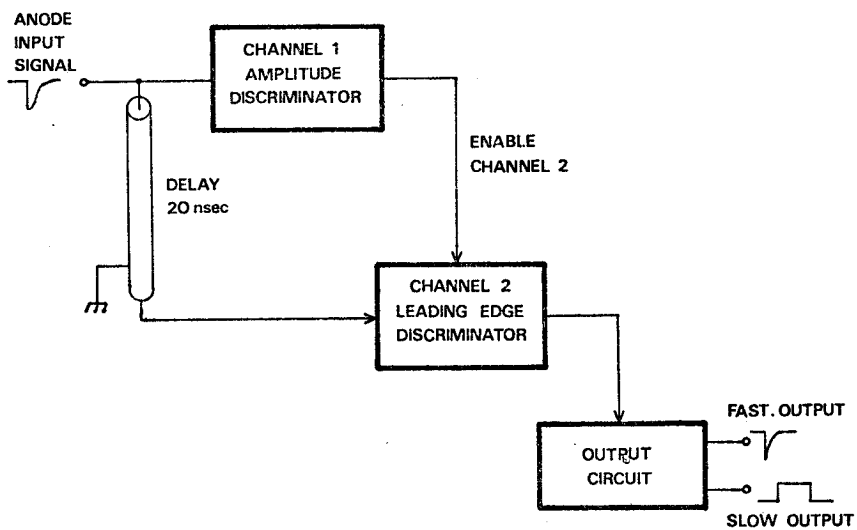 ANODE
INPUT
SIGNAL
CHANNEL 1
AMPLITUDE
DISCRIMINATOR
ENABLE
CHANNEL 2
DELAY
20 nsec
CHANNEL 2
LEADING EDGE
DISCRIMINATOR
FAST. OUTPUT
OUTPUT
CIRCUIT
SLOW OUTPUT